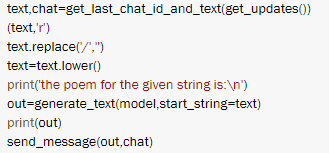 text,chat=get_last_chat_id_and_text(get_updates())
(text,'r')
text.replace('/','')
text=text.lower()
print('the poem for the given string is:\n')
out=generate_text(model,start_string=text)
print(out)
send_message(out,chat)